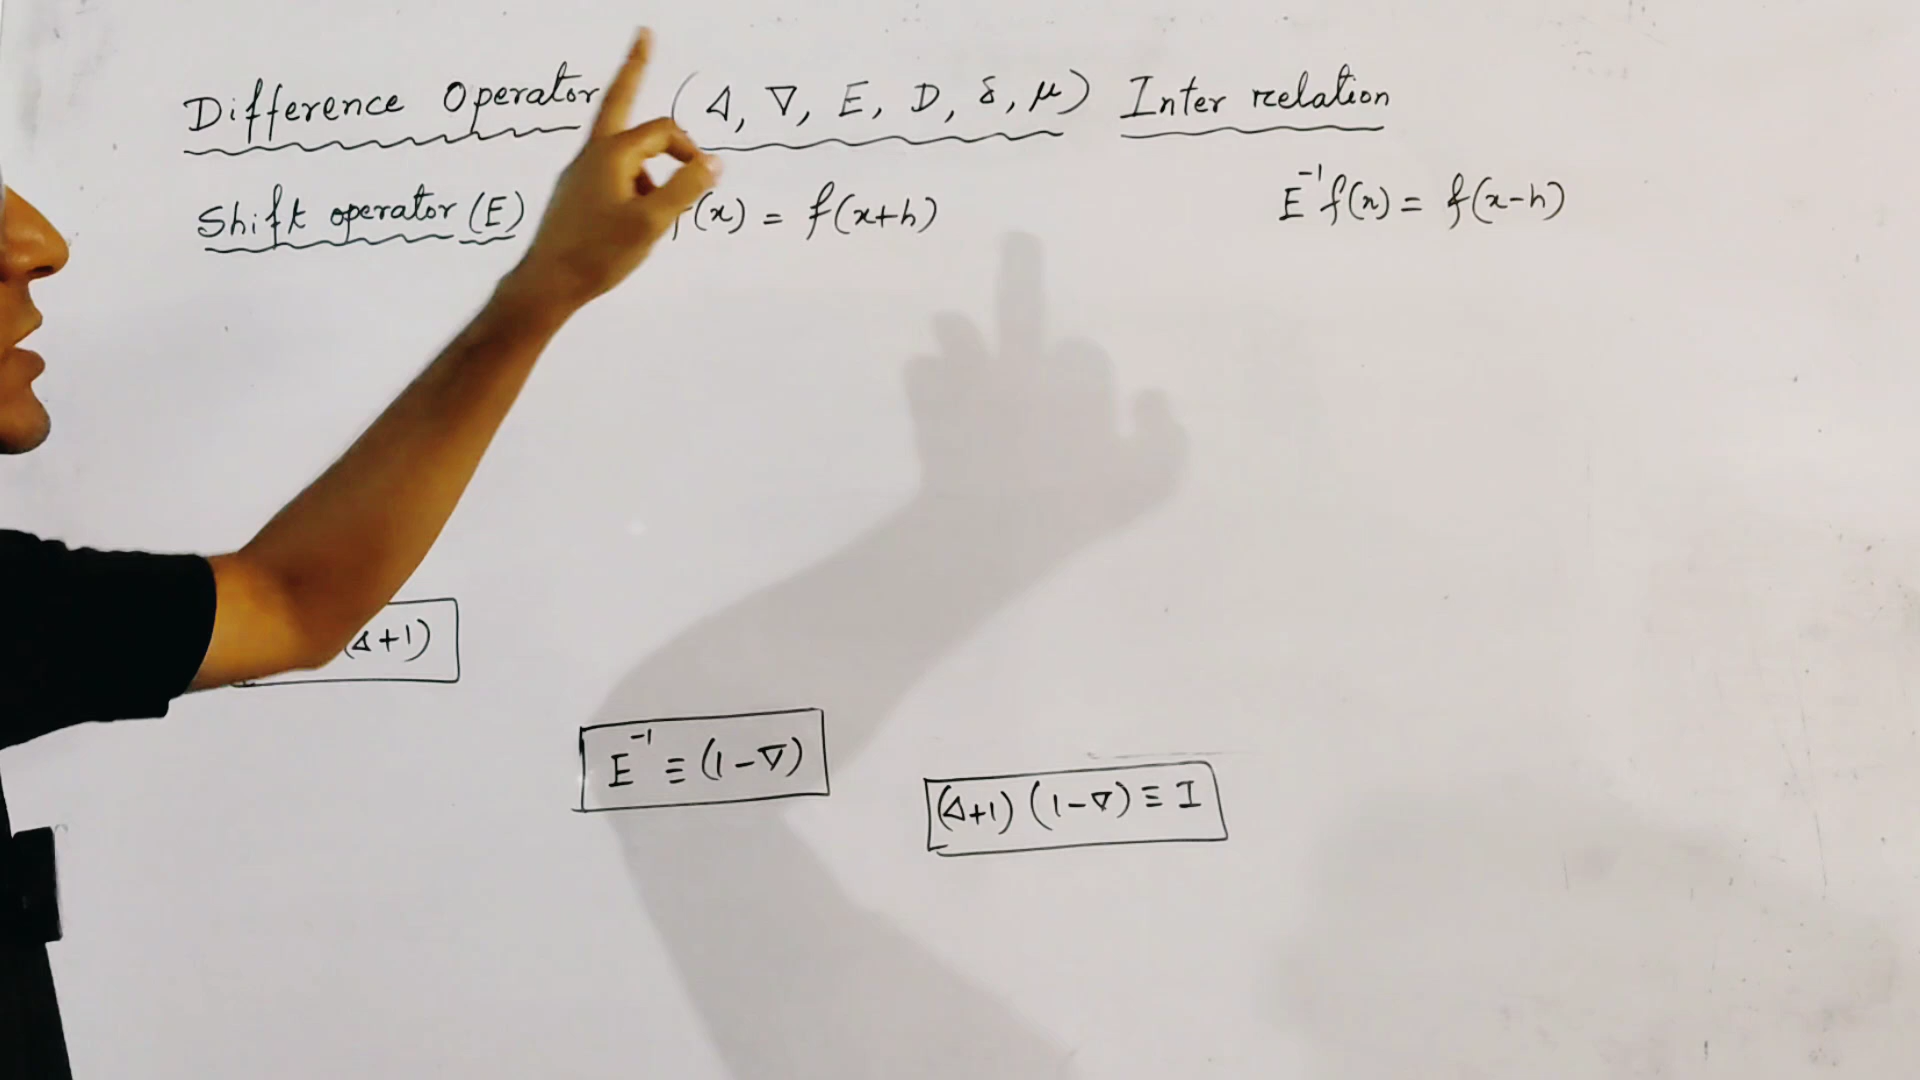 Difference Operator (Δ, ∇, E, D, δ, μ) Inter relation
Shift operator (E) f(x) = f(x+h) E⁻¹f(x) = f(x-h)
(Δ+1)
E⁻¹ ≡ (1-∇)
(Δ+1) (1-∇) ≡ I